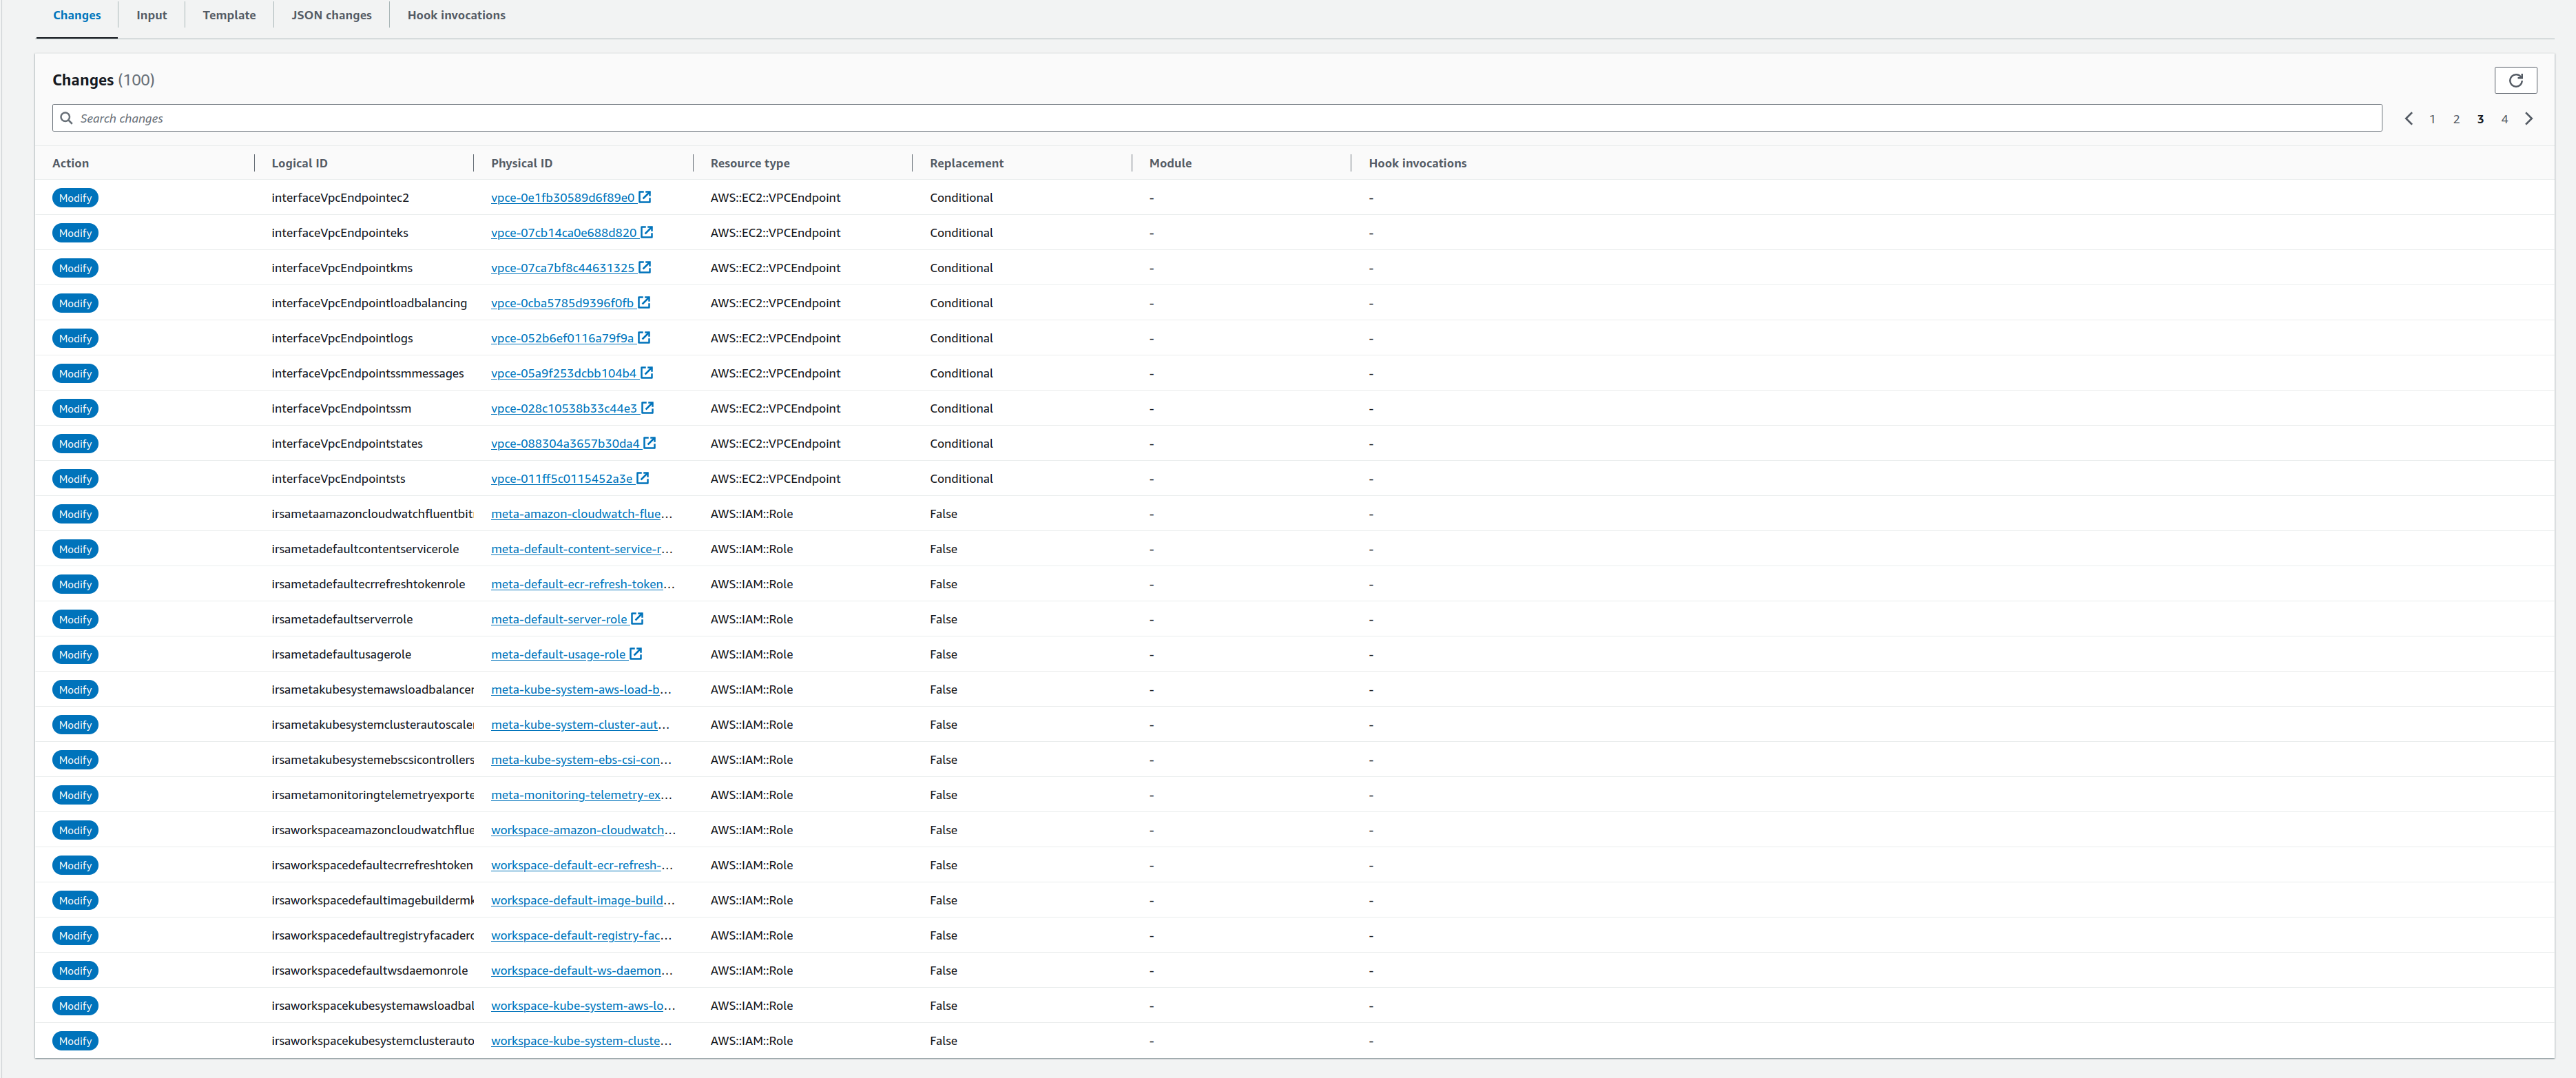 Changes Input Template JSON changes Hook invocations
Changes (100)
Search changes 1 2 3 4
Action Logical ID Physical ID Resource type Replacement Module Hook invocations
Modify interfaceVpcEndpointec2 vpce-0e1fb30589d6f89e0 AWS::EC2::VPCEndpoint Conditional - -
Modify interfaceVpcEndpointeks vpce-07cb14ca0e688d820 AWS::EC2::VPCEndpoint Conditional - -
Modify interfaceVpcEndpointkms vpce-07ca7bf8c44631325 AWS::EC2::VPCEndpoint Conditional - -
Modify interfaceVpcEndpointloadbalancing vpce-0cba5785d9396f0fb AWS::EC2::VPCEndpoint Conditional - -
Modify interfaceVpcEndpointlogs vpce-052b6ef0116a79f9a AWS::EC2::VPCEndpoint Conditional - -
Modify interfaceVpcEndpointssmmessages vpce-05a9f253dcbb104b4 AWS::EC2::VPCEndpoint Conditional - -
Modify interfaceVpcEndpointssm vpce-028c10538b33c44e3 AWS::EC2::VPCEndpoint Conditional - -
Modify interfaceVpcEndpointstates vpce-088304a3657b30da4 AWS::EC2::VPCEndpoint Conditional - -
Modify interfaceVpcEndpointsts vpce-011ff5c0115452a3e AWS::EC2::VPCEndpoint Conditional - -
Modify irsametaamazoncloudwatchfluentbit meta-amazon-cloudwatch-flue... AWS::IAM::Role False - -
Modify irsametadefaultcontentservicerole meta-default-content-service-r... AWS::IAM::Role False - -
Modify irsametadefaultecrrefreshtokenrole meta-default-ecr-refresh-token... AWS::IAM::Role False - -
Modify irsametadefaultserverrole meta-default-server-role AWS::IAM::Role False - -
Modify irsametadefaultusagerole meta-default-usage-role AWS::IAM::Role False - -
Modify irsametakubesystemawsloadbalancer meta-kube-system-aws-load-b... AWS::IAM::Role False - -
Modify irsametakubesystemclusterautoscaler meta-kube-system-cluster-aut... AWS::IAM::Role False - -
Modify irsametakubesystemebscsicontrollers meta-kube-system-ebs-csi-con... AWS::IAM::Role False - -
Modify irsametamonitoringtelemetryexporte meta-monitoring-telemetry-ex... AWS::IAM::Role False - -
Modify irsaworkspaceamazoncloudwatchflue workspace-amazon-cloudwatch... AWS::IAM::Role False - -
Modify irsaworkspacedefaultecrrefreshtoken workspace-default-ecr-refresh-... AWS::IAM::Role False - -
Modify irsaworkspacedefaultimagebuildermk workspace-default-image-build... AWS::IAM::Role False - -
Modify irsaworkspacedefaultregistryfacaderc workspace-default-registry-fac... AWS::IAM::Role False - -
Modify irsaworkspacedefaultwsdaemonrole workspace-default-ws-daemon... AWS::IAM::Role False - -
Modify irsaworkspacekubesystemawsloadbal workspace-kube-system-aws-lo... AWS::IAM::Role False - -
Modify irsaworkspacekubesystemclusterauto workspace-kube-system-cluste... AWS::IAM::Role False - -